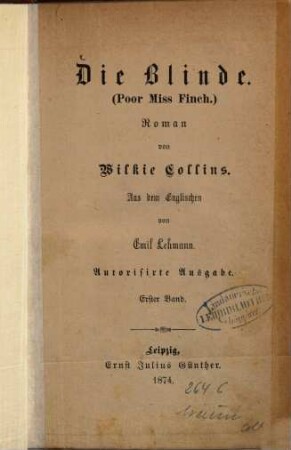 Die Blinde.
(Poor Miss Finch.)
Roman
von
Wilkie Collins.
Aus dem Englischen
von
Emil Lehmann.
Autorisirte Ausgabe.
Erster Band.
Leipzig,
Ernst Julius Günther.
1874.
264.6